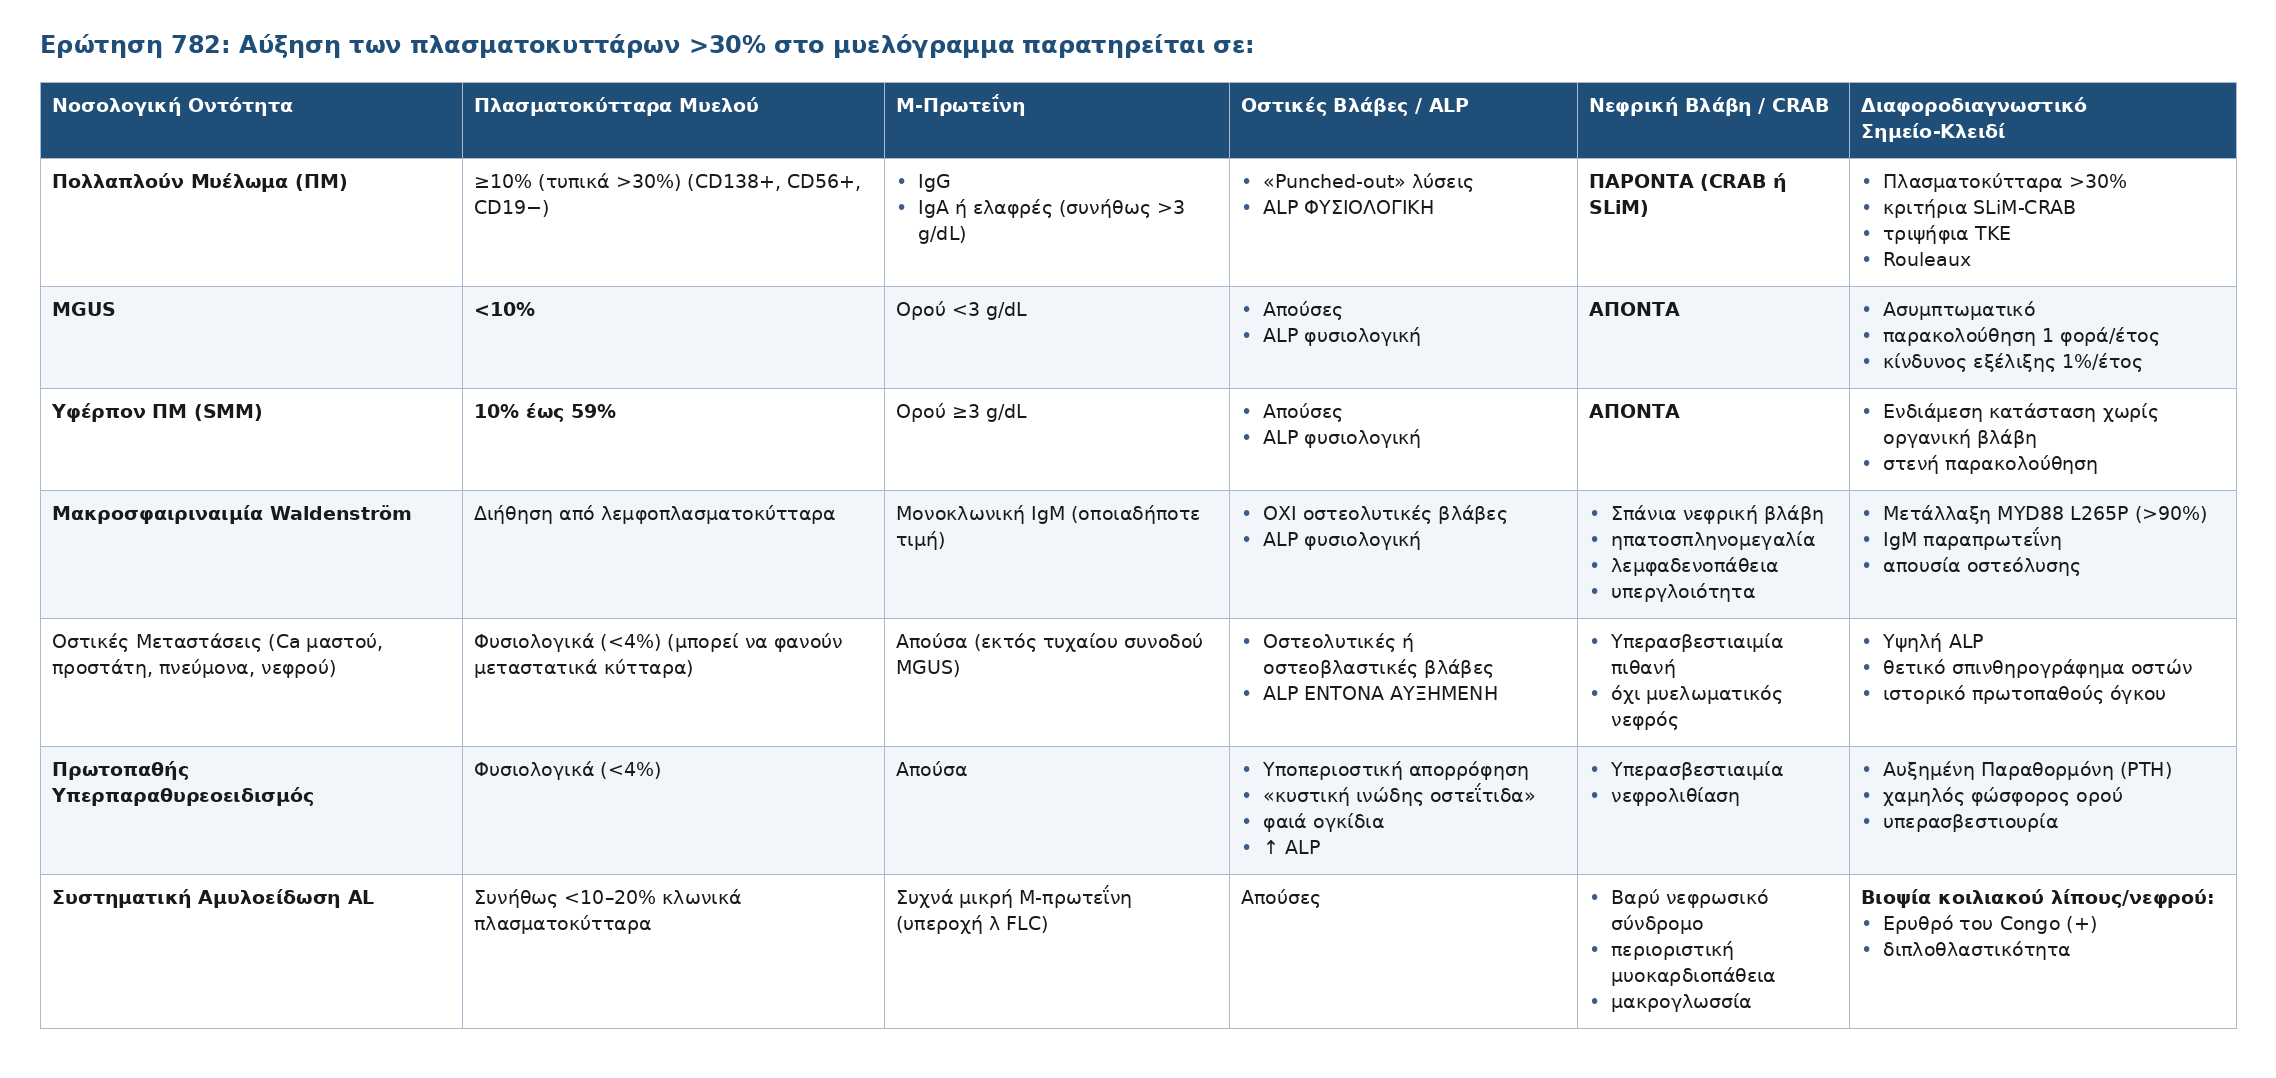 Ερώτηση 782: Αύξηση των πλασματοκυττάρων >30% στο μυελόγραμμα παρατηρείται σε:
Νοσολογική Οντότητα
Πλασματοκύτταρα Μυελού
Μ-Πρωτεΐνη
Οστικές Βλάβες / ALP
Νεφρική Βλάβη / CRAB
Διαφοροδιαγνωστικό
Σημείο-Κλειδί
Πολλαπλούν Μυέλωμα (ΠΜ)
≥10% (τυπικά >30%) (CD138+, CD56+,
CD19−)
• IgG
• IgA ή ελαφρές (συνήθως >3
g/dL)
• «Punched-out» λύσεις
• ALP ΦΥΣΙΟΛΟΓΙΚΗ
ΠΑΡΟΝΤΑ (CRAB ή
SLiM)
• Πλασματοκύτταρα >30%
• κριτήρια SLiM-CRAB
• τριψήφια ΤΚΕ
• Rouleaux
MGUS
<10%
Ορού <3 g/dL
• Απούσες
• ALP φυσιολογική
ΑΠΟΝΤΑ
• Ασυμπτωματικό
• παρακολούθηση 1 φορά/έτος
• κίνδυνος εξέλιξης 1%/έτος
Υφέρπον ΠΜ (SMM)
10% έως 59%
Ορού ≥3 g/dL
• Απούσες
• ALP φυσιολογική
ΑΠΟΝΤΑ
• Ενδιάμεση κατάσταση χωρίς
οργανική βλάβη
• στενή παρακολούθηση
Μακροσφαιριναιμία Waldenström
Διήθηση από λεμφοπλασματοκύτταρα
Μονοκλωνική IgM (οποιαδήποτε
τιμή)
• ΟΧΙ οστεολυτικές βλάβες
• ALP φυσιολογική
• Σπάνια νεφρική βλάβη
• ηπατοσπληνομεγαλία
• λεμφαδενοπάθεια
• υπεργλοιότητα
• Μετάλλαξη MYD88 L265P (>90%)
• IgM παραπρωτεΐνη
• απουσία οστεόλυσης
Οστικές Μεταστάσεις (Ca μαστού,
προστάτη, πνεύμονα, νεφρού)
Φυσιολογικά (<4%) (μπορεί να φανούν
μεταστατικά κύτταρα)
Απούσα (εκτός τυχαίου συνοδού
MGUS)
• Οστεολυτικές ή
οστεοβλαστικές βλάβες
• ALP ΕΝΤΟΝΑ ΑΥΞΗΜΕΝΗ
• Υπερασβεστιαιμία
πιθανή
• όχι μυελωματικός
νεφρός
• Υψηλή ALP
• θετικό σπινθηρογράφημα οστών
• ιστορικό πρωτοπαθούς όγκου
Πρωτοπαθής
Υπερπαραθυρεοειδισμός
Φυσιολογικά (<4%)
Απούσα
• Υποπεριοστική απορρόφηση
• «κυστική ινώδης οστεΐτιδα»
• φαιά ογκίδια
• ↑ ALP
• Υπερασβεστιαιμία
• νεφρολιθίαση
• Αυξημένη Παραθορμόνη (PTH)
• χαμηλός φώσφορος ορού
• υπερασβεστιουρία
Συστηματική Αμυλοείδωση AL
Συνήθως <10–20% κλωνικά
πλασματοκύτταρα
Συχνά μικρή Μ-πρωτεΐνη
(υπεροχή λ FLC)
Απούσες
• Βαρύ νεφρωσικό
σύνδρομο
• περιοριστική
μυοκαρδιοπάθεια
• μακρογλωσσία
Βιοψία κοιλιακού λίπους/νεφρού:
• Ερυθρό του Congo (+)
• διπλοθλαστικότητα